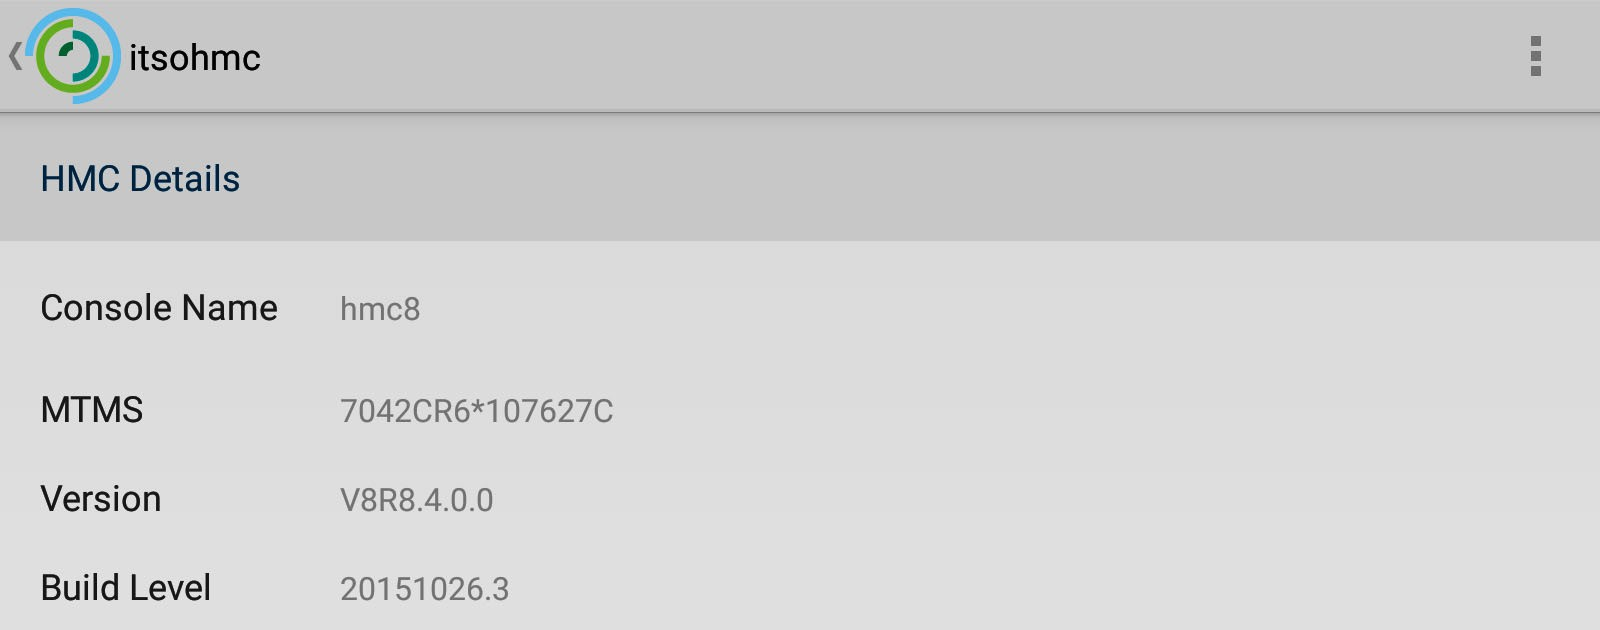 itsohmc
HMC Details
Console Name hmc8
MTMS 7042CR6*107627C
Version V8R8.4.0.0
Build Level 20151026.3